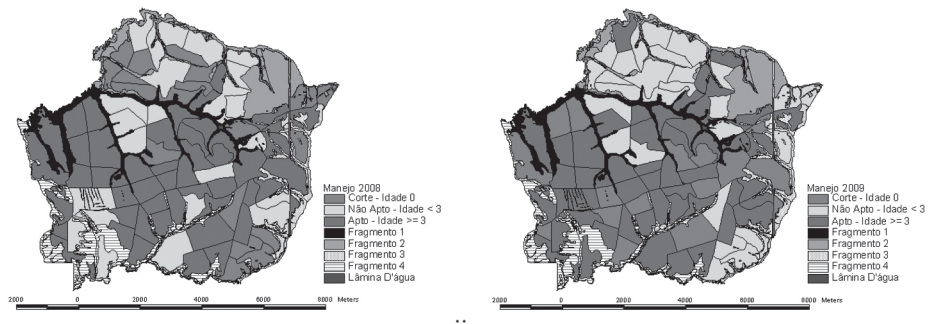 Manejo 2008
Corte - Idade 0
Não Apto - Idade < 3
Apto - Idade >= 3
Fragmento 1
Fragmento 2
Fragmento 3
Fragmento 4
Lâmina D'água
2000 0 2000 4000 6000 8000 Meters
Manejo 2009
Corte - Idade 0
Não Apto - Idade < 3
Apto - Idade >= 3
Fragmento 1
Fragmento 2
Fragmento 3
Fragmento 4
Lâmina D'água
2000 0 2000 4000 6000 8000 Meters